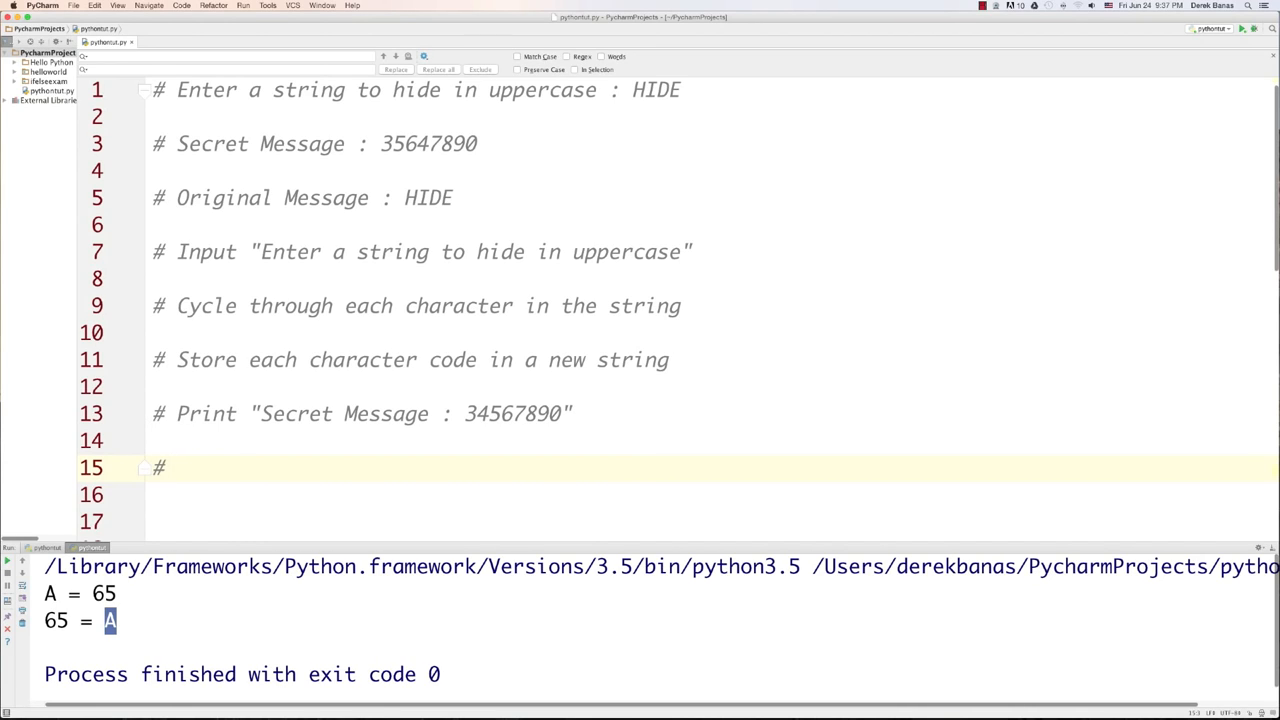 PyCharm File Edit View Navigate Code Refactor Run Tools VCS Window Help Fri Jun 24 9:37 PM Derek Banas
pythontut.py - PycharmProjects - [~/PycharmProjects]
PycharmProjects pythontut.py pythontut
pythontut.py
PycharmProject
Hello Python
helloworld
ifelseexam
pythontut.py
External Librarie
Match Case Regex Words
Replace Replace all Exclude Preserve Case In Selection
1 # Enter a string to hide in uppercase : HIDE
2
3 # Secret Message : 35647890
4
5 # Original Message : HIDE
6
7 # Input "Enter a string to hide in uppercase"
8
9 # Cycle through each character in the string
10
11 # Store each character code in a new string
12
13 # Print "Secret Message : 34567890"
14
15 #
16
17
Run: pythontut pythontut
/Library/Frameworks/Python.framework/Versions/3.5/bin/python3.5 /Users/derekbanas/PycharmProjects/pytho
A = 65
65 = A
Process finished with exit code 0
15:3 LF≑ UTF-8≑